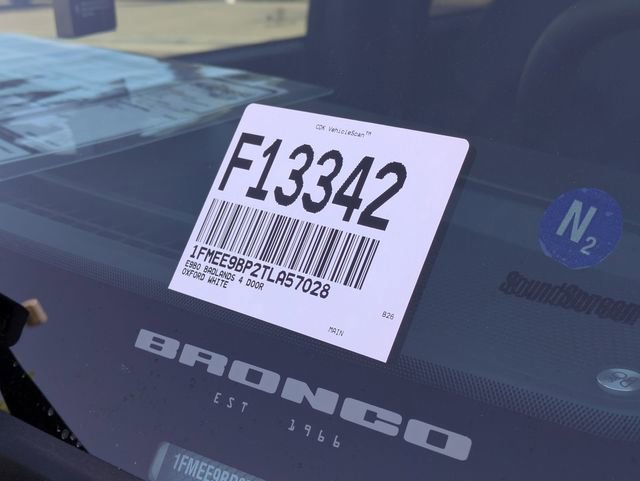 CDK VehicleScan™
F13342
1FMEE9BP2TLA57028
E9B0 BADLANDS 4 DOOR
OXFORD WHITE
B26
MAIN
N2
SoundScreen
BRONCO
EST 1966